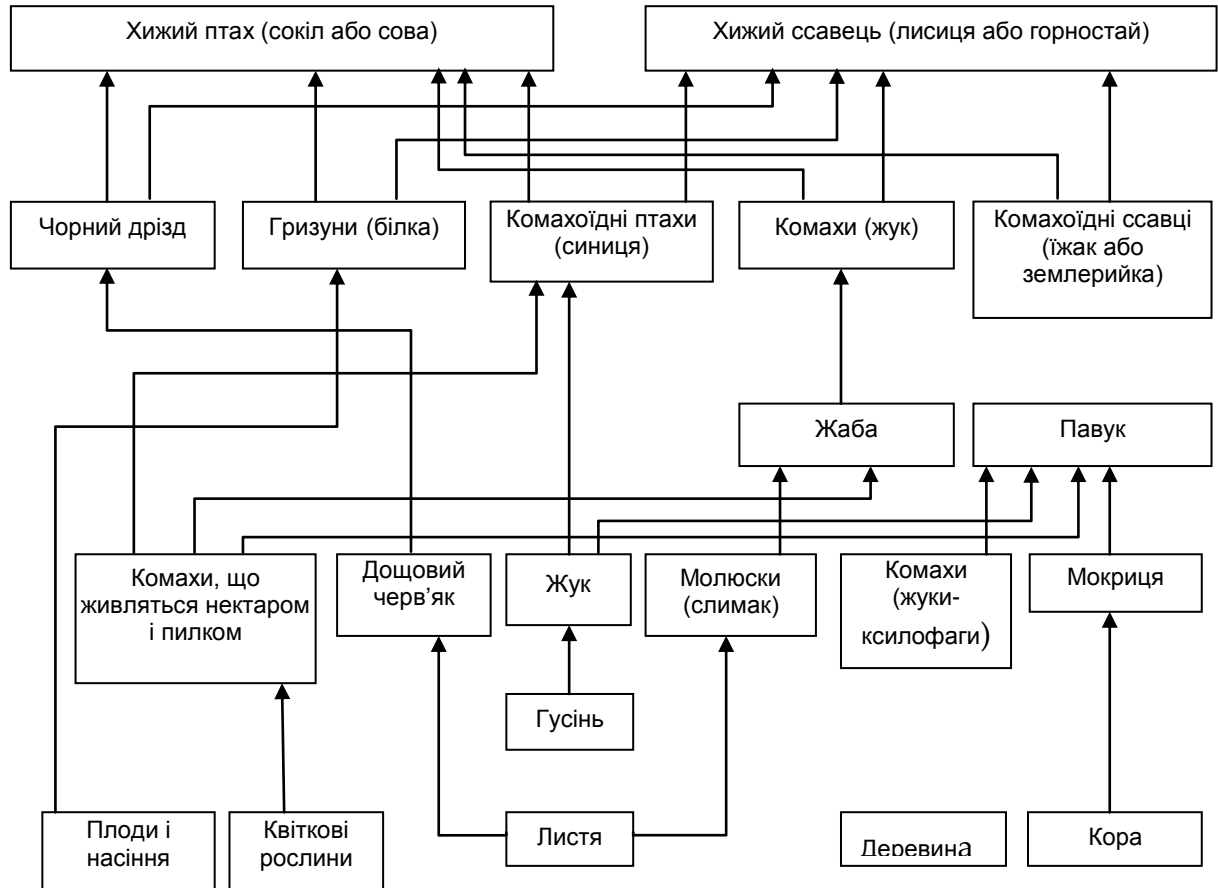 Хижий птах (сокіл або сова)
Хижий ссавець (лисиця або горностай)
Чорний дрізд
Гризуни (білка)
Комахоїдні птахи
(синиця)
Комахи (жук)
Комахоїдні ссавці
(їжак або
землерийка)
Жаба
Павук
Комахи, що
живляться нектаром
і пилком
Дощовий
черв’як
Жук
Молюски
(слимак)
Комахи
(жуки-
ксилофаги)
Мокриця
Гусінь
Плоди і
насіння
Квіткові
рослини
Листя
Деревина
Кора